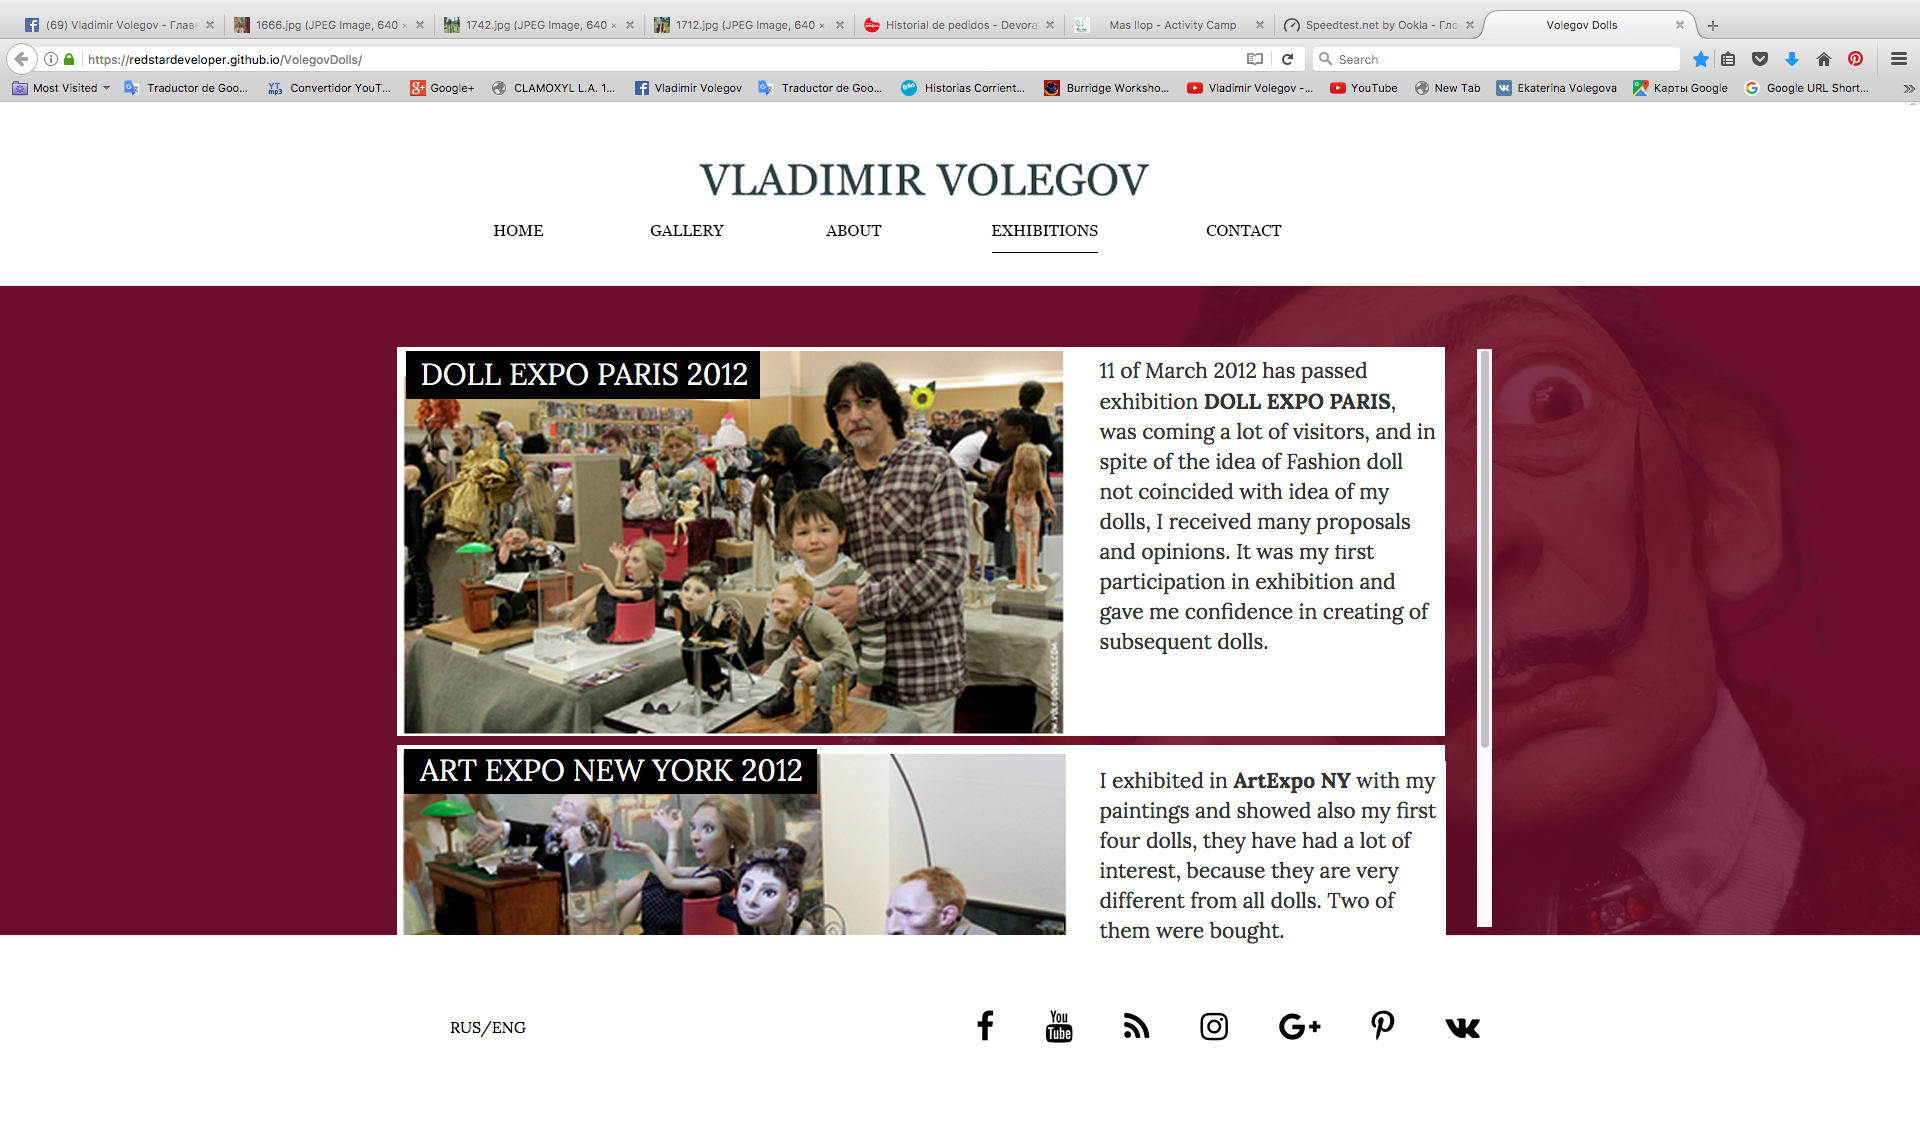 (69) Vladimir Volegov - Глав
1666.jpg (JPEG Image, 640 ×
1742.jpg (JPEG Image, 640 ×
1712.jpg (JPEG Image, 640 ×
Historial de pedidos - Devora
Mas llop - Activity Camp
Speedtest.net by Ookla - Гло
Volegov Dolls
https://redstardeveloper.github.io/VolegovDolls/
Search
Most Visited
Traductor de Goo...
Convertidor YouT...
Google+
CLAMOXYL L.A. 1...
Vladimir Volegov
Traductor de Goo...
Historias Corrient...
Burridge Worksho...
Vladimir Volegov -...
YouTube
New Tab
Ekaterina Volegova
Карты Google
Google URL Short...
VLADIMIR VOLEGOV
HOME
GALLERY
ABOUT
EXHIBITIONS
CONTACT
DOLL EXPO PARIS 2012
11 of March 2012 has passed
exhibition DOLL EXPO PARIS,
was coming a lot of visitors, and in
spite of the idea of Fashion doll
not coincided with idea of my
dolls, I received many proposals
and opinions. It was my first
participation in exhibition and
gave me confidence in creating of
subsequent dolls.
WWW.VOLEGOVDOLLS.COM
ART EXPO NEW YORK 2012
I exhibited in ArtExpo NY with my
paintings and showed also my first
four dolls, they have had a lot of
interest, because they are very
different from all dolls. Two of
them were bought.
RUS/ENG
You
Tube
G+